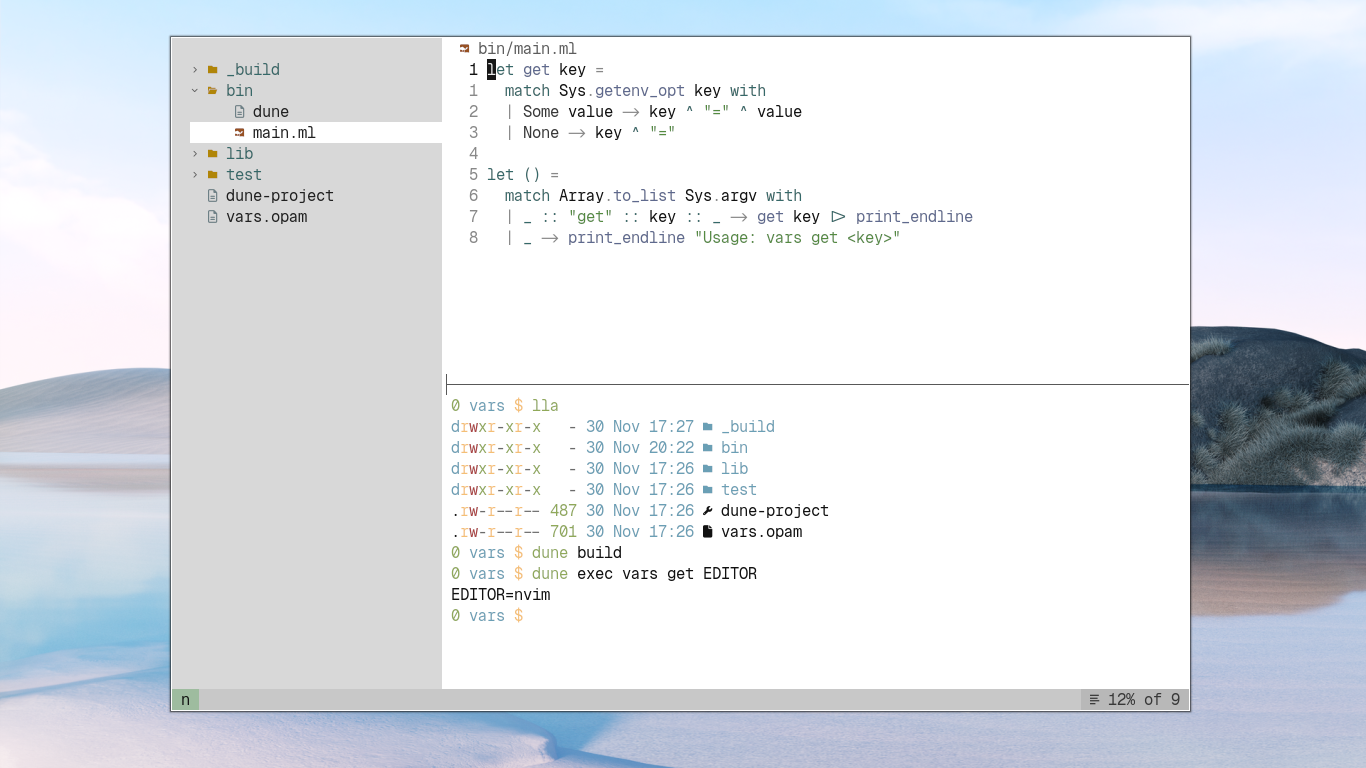 _build
bin
dune
main.ml
lib
test
dune-project
vars.opam
bin/main.ml
1 let get key =
1   match Sys.getenv_opt key with
2   | Some value -> key ^ "=" ^ value
3   | None -> key ^ "="
4
5 let () =
6   match Array.to_list Sys.argv with
7   | _ :: "get" :: key :: _ -> get key |> print_endline
8   | _ -> print_endline "Usage: vars get <key>"
0 vars $ lla
drwxr-xr-x   - 30 Nov 17:27 _build
drwxr-xr-x   - 30 Nov 20:22 bin
drwxr-xr-x   - 30 Nov 17:26 lib
drwxr-xr-x   - 30 Nov 17:26 test
.rw-r--r-- 487 30 Nov 17:26 dune-project
.rw-r--r-- 701 30 Nov 17:26 vars.opam
0 vars $ dune build
0 vars $ dune exec vars get EDITOR
EDITOR=nvim
0 vars $
n
12% of 9